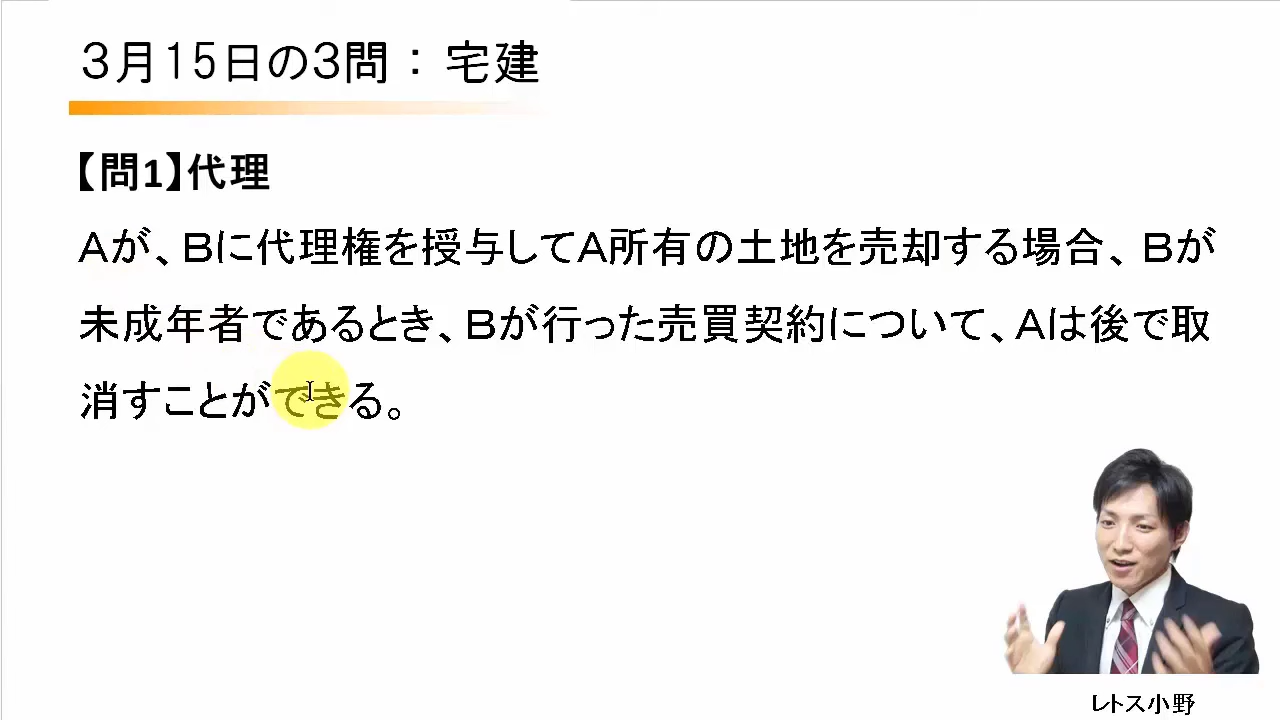 3月15日の3問：宅建
【問1】代理
Aが、Bに代理権を授与してA所有の土地を売却する場合、Bが
未成年者であるとき、Bが行った売買契約について、Aは後で取
消すことができる。
レトス小野